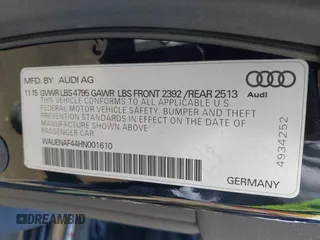 MFD. BY AUDI AG
11 15 GVWR LBS 4795 GAWR LBS FRONT 2392 /REAR 2513
THIS VEHICLE CONFORMS TO ALL APPLICABLE U.S.
FEDERAL MOTOR VEHICLE SAFETY, BUMPER AND THEFT
PREVENTION STANDARDS IN EFFECT ON THE DATE OF
MANUFACTURE SHOWN ABOVE.
PASSENGER CAR
WAUENAF44HN001610
Audi
4934252
GERMANY
DREAMBID